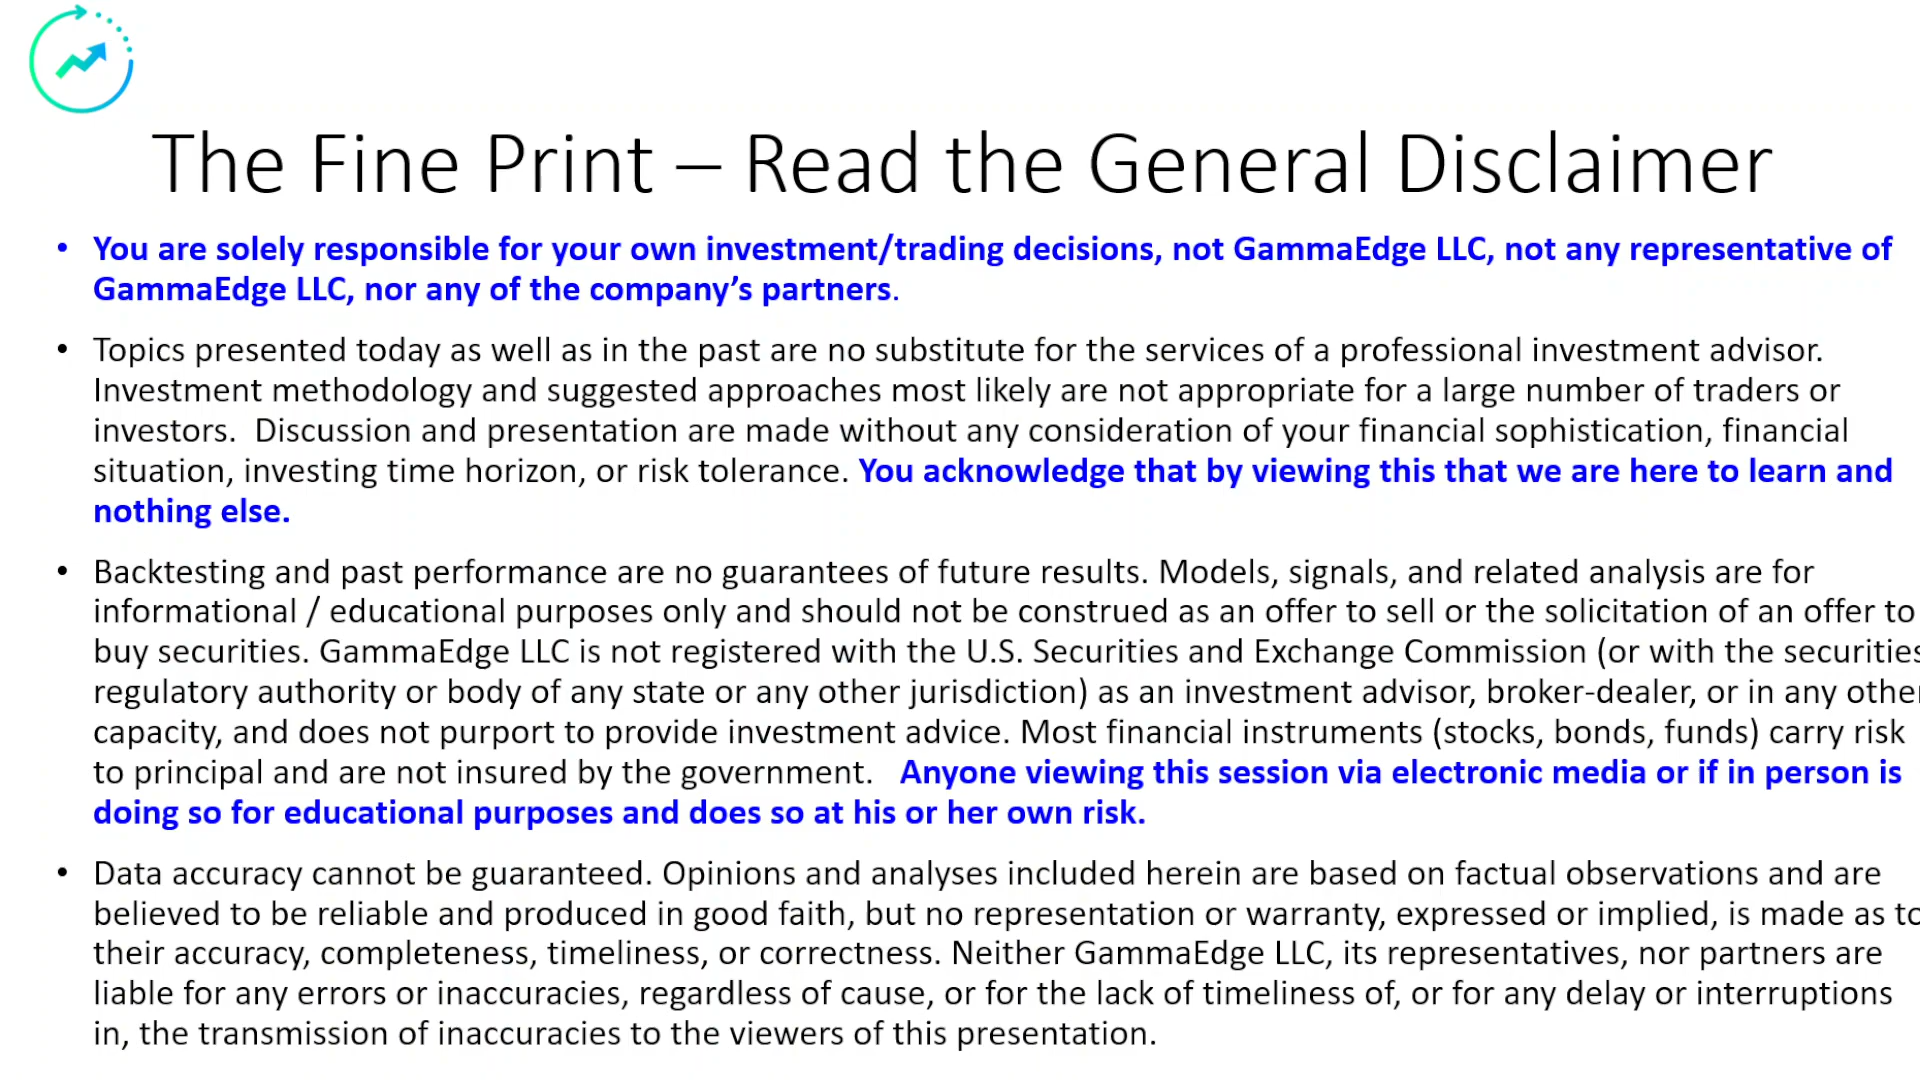 The Fine Print – Read the General Disclaimer
• You are solely responsible for your own investment/trading decisions, not GammaEdge LLC, not any representative of
GammaEdge LLC, nor any of the company’s partners.
• Topics presented today as well as in the past are no substitute for the services of a professional investment advisor.
Investment methodology and suggested approaches most likely are not appropriate for a large number of traders or
investors.  Discussion and presentation are made without any consideration of your financial sophistication, financial
situation, investing time horizon, or risk tolerance. You acknowledge that by viewing this that we are here to learn and
nothing else.
• Backtesting and past performance are no guarantees of future results. Models, signals, and related analysis are for
informational / educational purposes only and should not be construed as an offer to sell or the solicitation of an offer to
buy securities. GammaEdge LLC is not registered with the U.S. Securities and Exchange Commission (or with the securities
regulatory authority or body of any state or any other jurisdiction) as an investment advisor, broker-dealer, or in any other
capacity, and does not purport to provide investment advice. Most financial instruments (stocks, bonds, funds) carry risk
to principal and are not insured by the government.   Anyone viewing this session via electronic media or if in person is
doing so for educational purposes and does so at his or her own risk.
• Data accuracy cannot be guaranteed. Opinions and analyses included herein are based on factual observations and are
believed to be reliable and produced in good faith, but no representation or warranty, expressed or implied, is made as to
their accuracy, completeness, timeliness, or correctness. Neither GammaEdge LLC, its representatives, nor partners are
liable for any errors or inaccuracies, regardless of cause, or for the lack of timeliness of, or for any delay or interruptions
in, the transmission of inaccuracies to the viewers of this presentation.